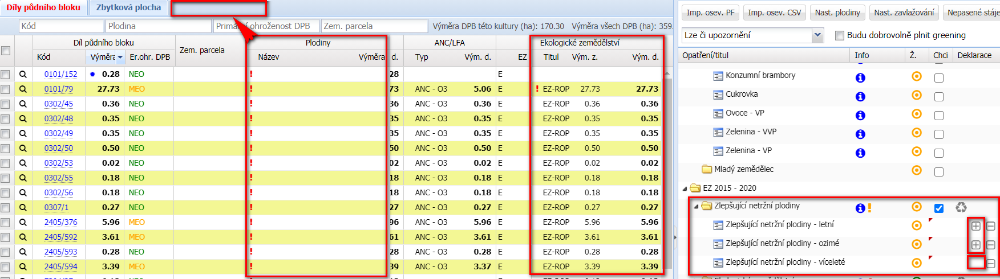 Díly půdního bloku Zbytková plocha
Kód Plodina Prim ohroženost DPB Zem. parcela Výměra DPB této kultury (ha): 170.30 Výměra všech DPB (ha): 359.
Díl půdního bloku Zem. parcela Plodiny ANC/LFA Ekologické zemědělství
Kód Výměra Er.ohr. DPB Název Výměra d. Typ Vým. d. EZ Titul Vým. z. Vým. d.
0101/152 0.28 NEO ! 28 E
0101/79 27.73 MEO ! 73 ANC - O3 5.06 E ! EZ-ROP 27.73 27.73
0302/45 0.36 NEO ! 36 ANC - O3 0.36 E EZ-ROP 0.36 0.36
0302/48 0.35 NEO ! 35 ANC - O3 0.35 E EZ-ROP 0.35 0.35
0302/49 0.35 NEO ! 35 ANC - O3 0.35 E EZ-ROP 0.35 0.35
0302/50 0.50 NEO ! 50 ANC - O3 0.50 E EZ-ROP 0.50 0.50
0302/53 0.02 NEO ! 02 ANC - O3 0.02 E EZ-ROP 0.02 0.02
0302/55 0.18 NEO ! 18 ANC - O3 0.18 E EZ-ROP 0.18 0.18
0302/56 0.18 NEO ! 18 ANC - O3 0.18 E EZ-ROP 0.18 0.18
0307/1 0.27 NEO ! 27 ANC - O3 0.27 E EZ-ROP 0.27 0.27
2405/376 5.96 MEO ! 96 ANC - O3 5.96 E EZ-ROP 5.96 5.96
2405/592 3.61 MEO ! 61 ANC - O3 3.61 E EZ-ROP 3.61 3.61
2405/593 0.28 NEO ! 28 ANC - O3 0.28 E EZ-ROP 0.28 0.28
2405/594 3.39 MEO ! 39 ANC - O3 3.37 E EZ-ROP 3.39 3.39
Imp. osev. PF Imp. osev. CSV Nast. plodiny Nast. zavlažování Nepasené stáje
Lze či upozornění Budu dobrovolně plnit greening
Opatření/titul Info Ž. Chci Deklarace
Konzumní brambory
Cukrovka
Ovoce - VP
Zelenina - VVP
Zelenina - VP
Mladý zemědělec
EZ 2015 - 2020
Zlepšující netržní plodiny !
Zlepšující netržní plodiny - letní
Zlepšující netržní plodiny - ozimé
Zlepšující netržní plodiny - víceleté